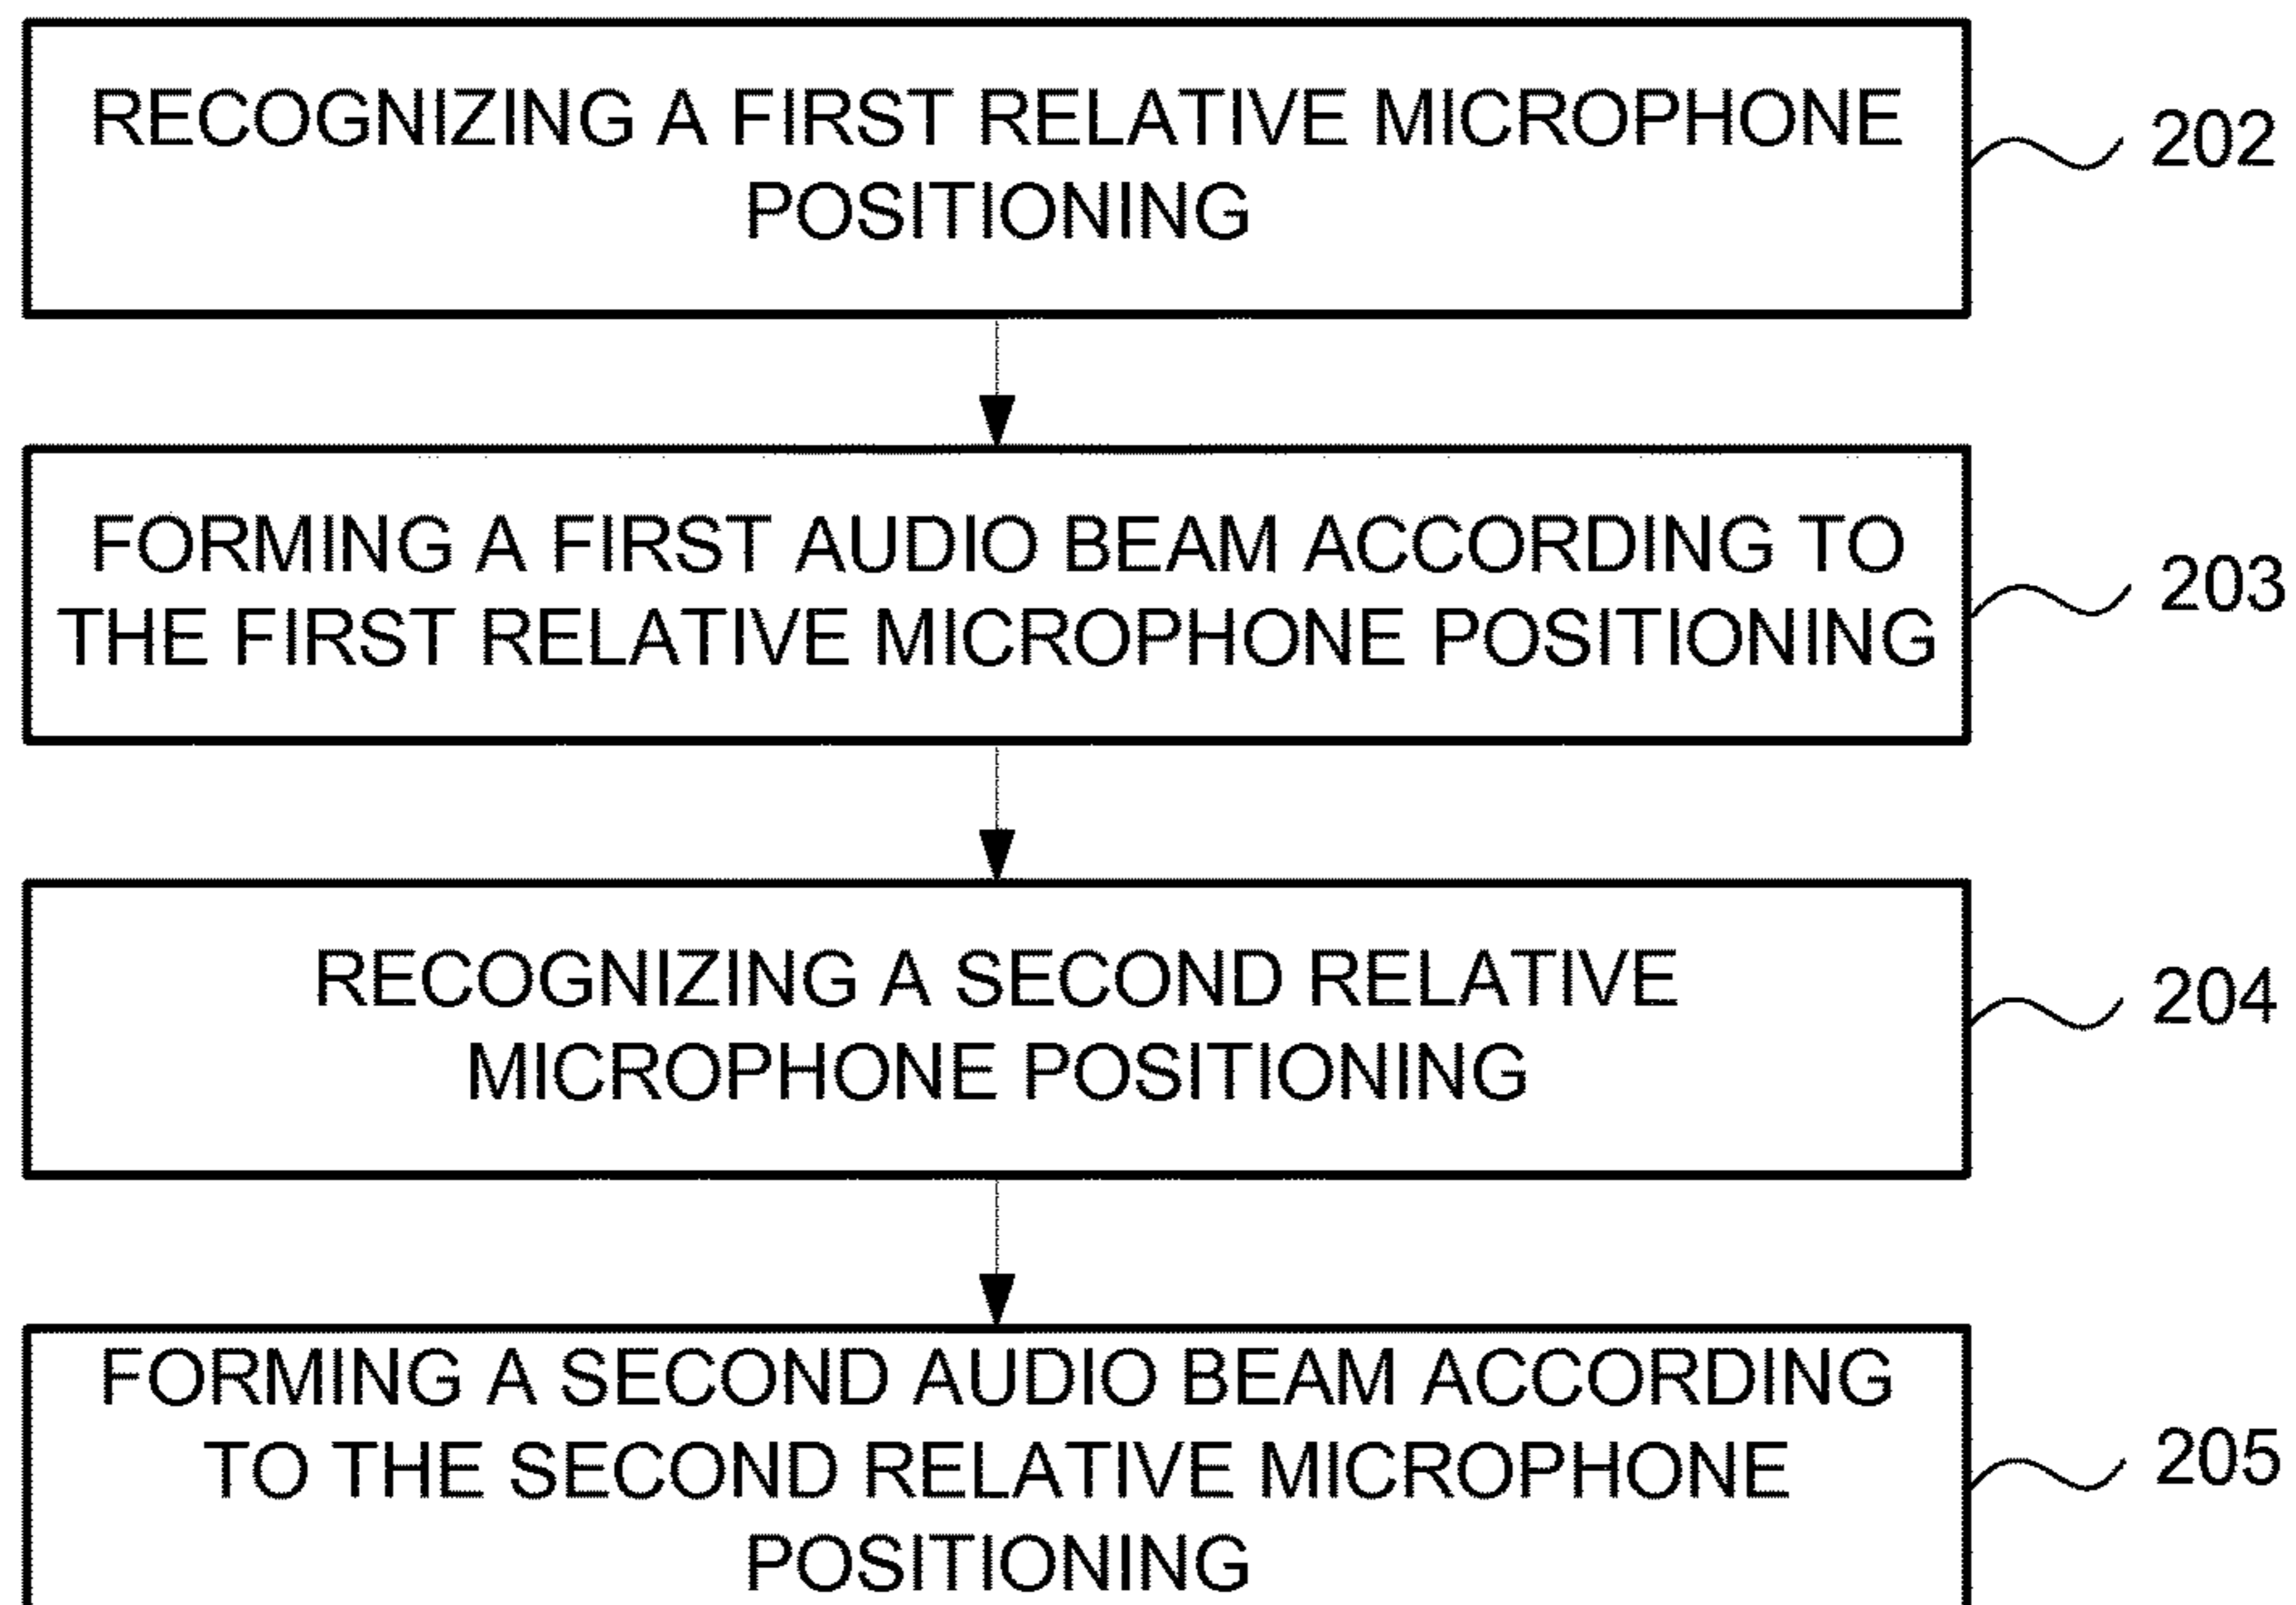 RECOGNIZING A FIRST RELATIVE MICROPHONE
POSITIONING
202
FORMING A FIRST AUDIO BEAM ACCORDING TO
THE FIRST RELATIVE MICROPHONE POSITIONING
203
RECOGNIZING A SECOND RELATIVE
MICROPHONE POSITIONING
204
FORMING A SECOND AUDIO BEAM ACCORDING
TO THE SECOND RELATIVE MICROPHONE
POSITIONING
205